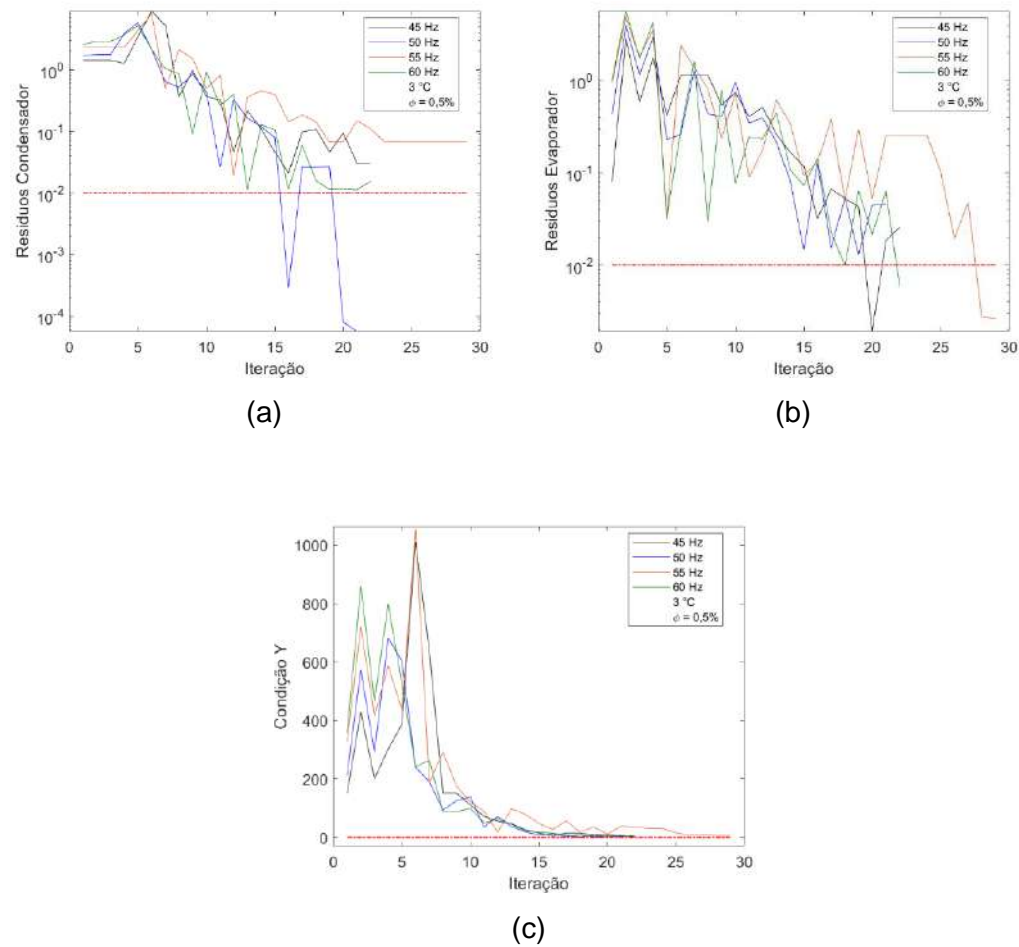 Resíduos Condensador
10^0
10^-1
10^-2
10^-3
10^-4
0 5 10 15 20 25 30
Iteração
45 Hz
50 Hz
55 Hz
60 Hz
3 °C
ϕ = 0,5%
(a)
Resíduos Evaporador
10^0
10^-1
10^-2
0 5 10 15 20 25 30
Iteração
45 Hz
50 Hz
55 Hz
60 Hz
3 °C
ϕ = 0,5%
(b)
Condição Y
1000
800
600
400
200
0
0 5 10 15 20 25 30
Iteração
45 Hz
50 Hz
55 Hz
60 Hz
3 °C
ϕ = 0,5%
(c)